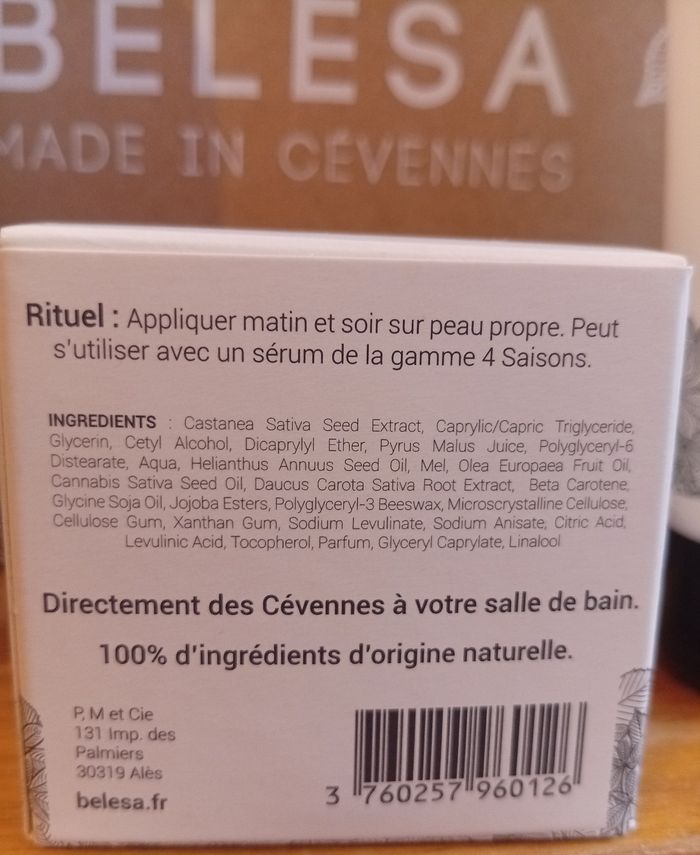 BELESA
MADE IN CÉVENNES
Rituel : Appliquer matin et soir sur peau propre. Peut
s'utiliser avec un sérum de la gamme 4 Saisons.
INGREDIENTS : Castanea Sativa Seed Extract, Caprylic/Capric Triglyceride,
Glycerin, Cetyl Alcohol, Dicaprylyl Ether, Pyrus Malus Juice, Polyglyceryl-6
Distearate, Aqua, Helianthus Annuus Seed Oil, Mel, Olea Europaea Fruit Oil,
Cannabis Sativa Seed Oil, Daucus Carota Sativa Root Extract, Beta Carotene,
Glycine Soja Oil, Jojoba Esters, Polyglyceryl-3 Beeswax, Microscrystalline Cellulose,
Cellulose Gum, Xanthan Gum, Sodium Levulinate, Sodium Anisate, Citric Acid,
Levulinic Acid, Tocopherol, Parfum, Glyceryl Caprylate, Linalool
Directement des Cévennes à votre salle de bain.
100% d'ingrédients d'origine naturelle.
P, M et Cie
131 Imp. des
Palmiers
30319 Alès
belesa.fr
3 760257 960126